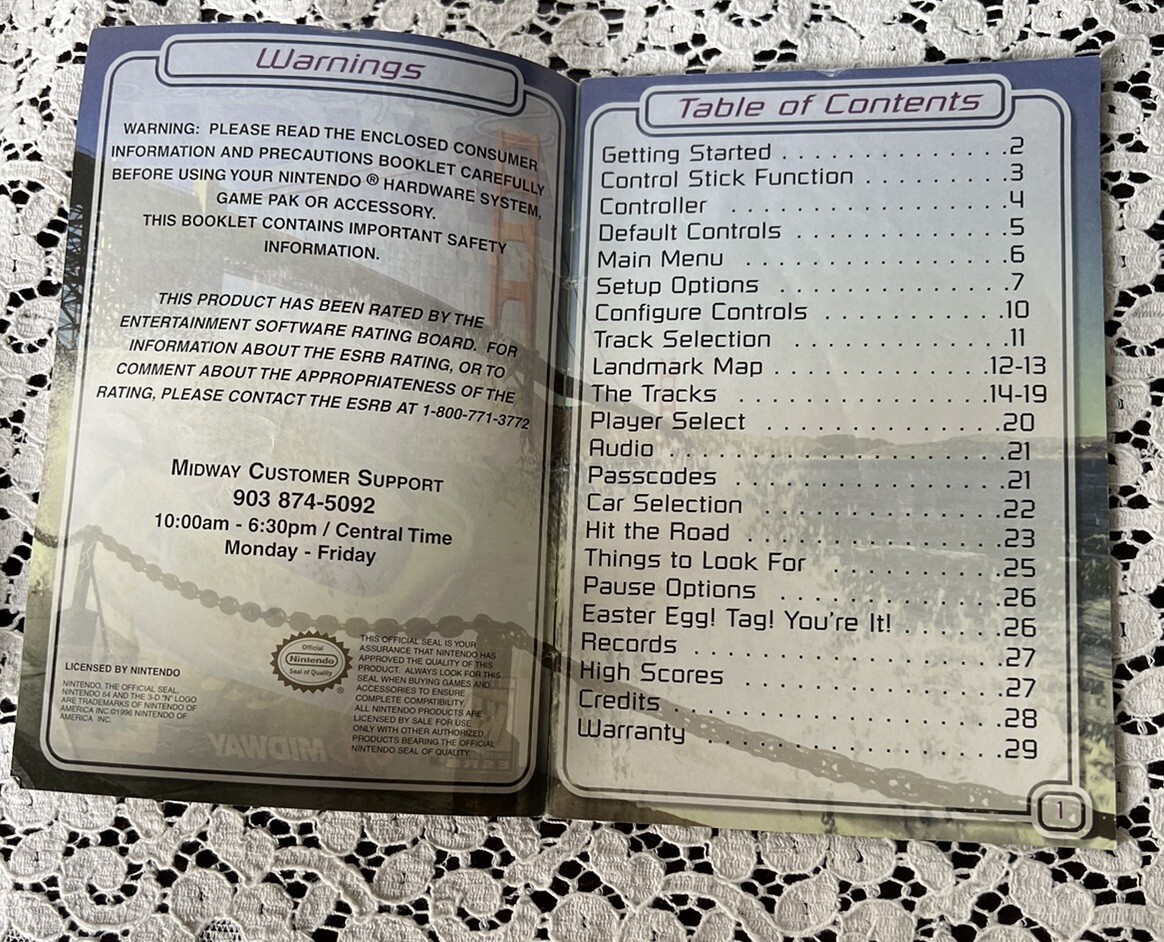 Warnings
WARNING: PLEASE READ THE ENCLOSED CONSUMER
INFORMATION AND PRECAUTIONS BOOKLET CAREFULLY
BEFORE USING YOUR NINTENDO ® HARDWARE SYSTEM,
GAME PAK OR ACCESSORY.
THIS BOOKLET CONTAINS IMPORTANT SAFETY
INFORMATION.
THIS PRODUCT HAS BEEN RATED BY THE
ENTERTAINMENT SOFTWARE RATING BOARD. FOR
INFORMATION ABOUT THE ESRB RATING, OR TO
COMMENT ABOUT THE APPROPRIATENESS OF THE
RATING, PLEASE CONTACT THE ESRB AT 1-800-771-3772
MIDWAY CUSTOMER SUPPORT
903 874-5092
10:00am - 6:30pm / Central Time
Monday - Friday
LICENSED BY NINTENDO
NINTENDO, THE OFFICIAL SEAL,
NINTENDO 64 AND THE 3-D "N" LOGO
ARE TRADEMARKS OF NINTENDO OF
AMERICA INC.©1996 NINTENDO OF
AMERICA INC.
Official
Nintendo
Seal of Quality
®
THIS OFFICIAL SEAL IS YOUR
ASSURANCE THAT NINTENDO HAS
APPROVED THE QUALITY OF THIS
PRODUCT. ALWAYS LOOK FOR THIS
SEAL WHEN BUYING GAMES AND
ACCESSORIES TO ENSURE
COMPLETE COMPATIBILITY.
ALL NINTENDO PRODUCTS ARE
LICENSED BY SALE FOR USE
ONLY WITH OTHER AUTHORIZED
PRODUCTS BEARING THE OFFICIAL
NINTENDO SEAL OF QUALITY.
MIDWAY
Table of Contents
Getting Started . . . . . . . . . . . . . . .2
Control Stick Function . . . . . . . . .3
Controller . . . . . . . . . . . . . . . . . .4
Default Controls . . . . . . . . . . . . . .5
Main Menu . . . . . . . . . . . . . . . . .6
Setup Options . . . . . . . . . . . . . . .7
Configure Controls . . . . . . . . . . . .10
Track Selection . . . . . . . . . . . . . .11
Landmark Map . . . . . . . . . . . . .12-13
The Tracks . . . . . . . . . . . . . . .14-19
Player Select . . . . . . . . . . . . . . .20
Audio . . . . . . . . . . . . . . . . . . . .21
Passcodes . . . . . . . . . . . . . . . . .21
Car Selection . . . . . . . . . . . . . . .22
Hit the Road . . . . . . . . . . . . . . . .23
Things to Look For . . . . . . . . . . .25
Pause Options . . . . . . . . . . . . . . .26
Easter Egg! Tag! You're It! . . . . . .26
Records . . . . . . . . . . . . . . . . . . .27
High Scores . . . . . . . . . . . . . . . .27
Credits . . . . . . . . . . . . . . . . . . . .28
Warranty . . . . . . . . . . . . . . . . . .29
1